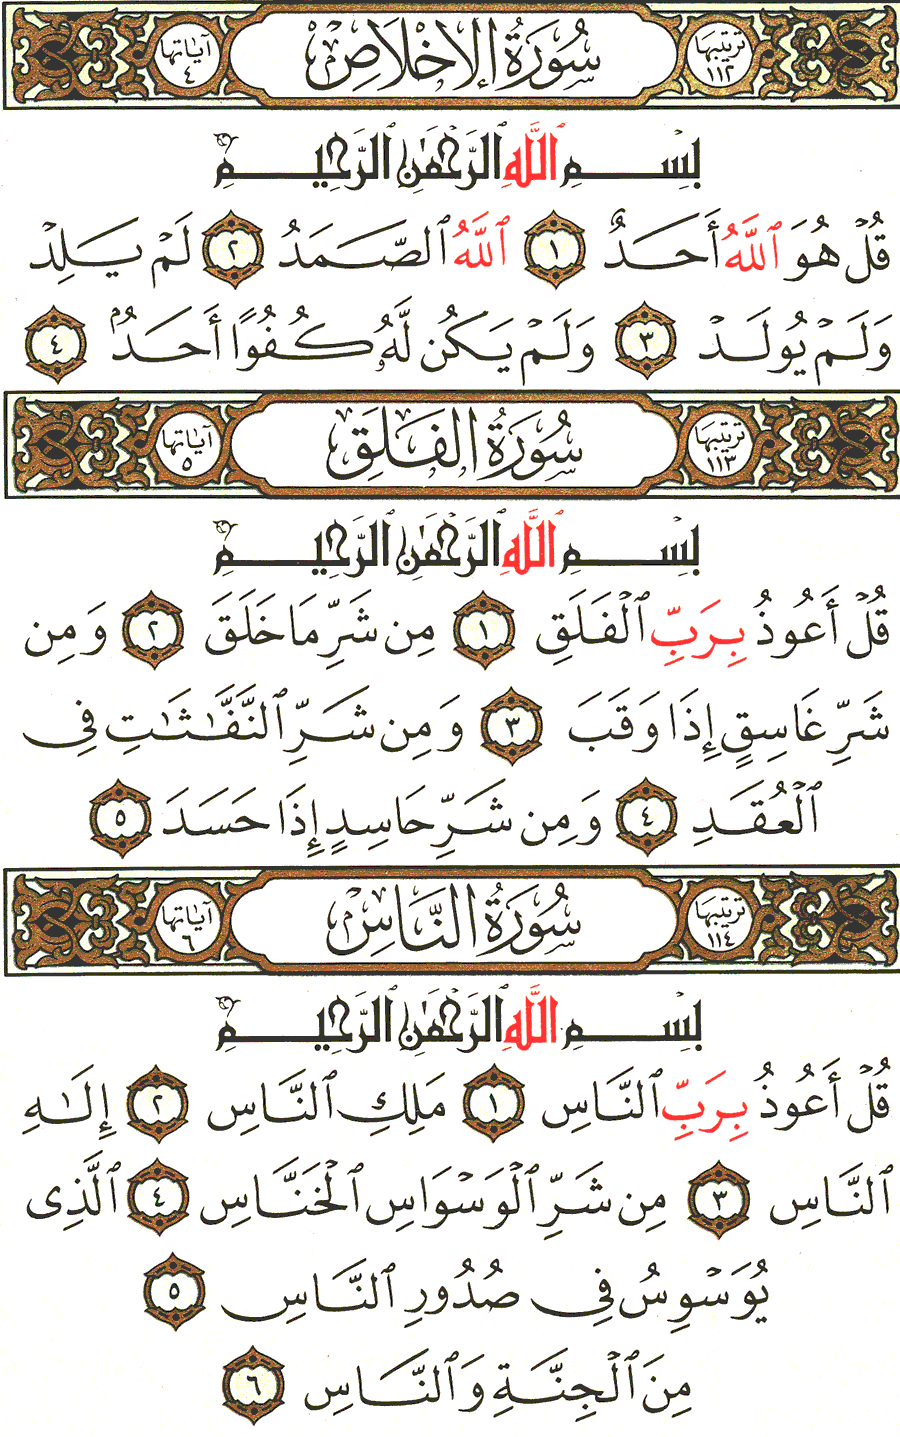 ترتيبها ١١٢ سُورَةُ الإِخْلَاصِ آياتها ٤
بِسْمِ ٱللَّهِ ٱلرَّحْمَٰنِ ٱلرَّحِيمِ
قُلْ هُوَ ٱللَّهُ أَحَدٌ ١ ٱللَّهُ ٱلصَّمَدُ ٢ لَمْ يَلِدْ
وَلَمْ يُولَدْ ٣ وَلَمْ يَكُن لَّهُۥ كُفُوًا أَحَدٌۢ ٤
ترتيبها ١١٣ سُورَةُ الفَلَقِ آياتها ٥
بِسْمِ ٱللَّهِ ٱلرَّحْمَٰنِ ٱلرَّحِيمِ
قُلْ أَعُوذُ بِرَبِّ ٱلْفَلَقِ ١ مِن شَرِّ مَا خَلَقَ ٢ وَمِن
شَرِّ غَاسِقٍ إِذَا وَقَبَ ٣ وَمِن شَرِّ ٱلنَّفَّٰثَٰتِ فِى
ٱلْعُقَدِ ٤ وَمِن شَرِّ حَاسِدٍ إِذَا حَسَدَ ٥
ترتيبها ١١٤ سُورَةُ النَّاسِ آياتها ٦
بِسْمِ ٱللَّهِ ٱلرَّحْمَٰنِ ٱلرَّحِيمِ
قُلْ أَعُوذُ بِرَبِّ ٱلنَّاسِ ١ مَلِكِ ٱلنَّاسِ ٢ إِلَٰهِ
ٱلنَّاسِ ٣ مِن شَرِّ ٱلْوَسْوَاسِ ٱلْخَنَّاسِ ٤ ٱلَّذِى
يُوَسْوِسُ فِى صُدُورِ ٱلنَّاسِ ٥
مِنَ ٱلْجِنَّةِ وَٱلنَّاسِ ٦